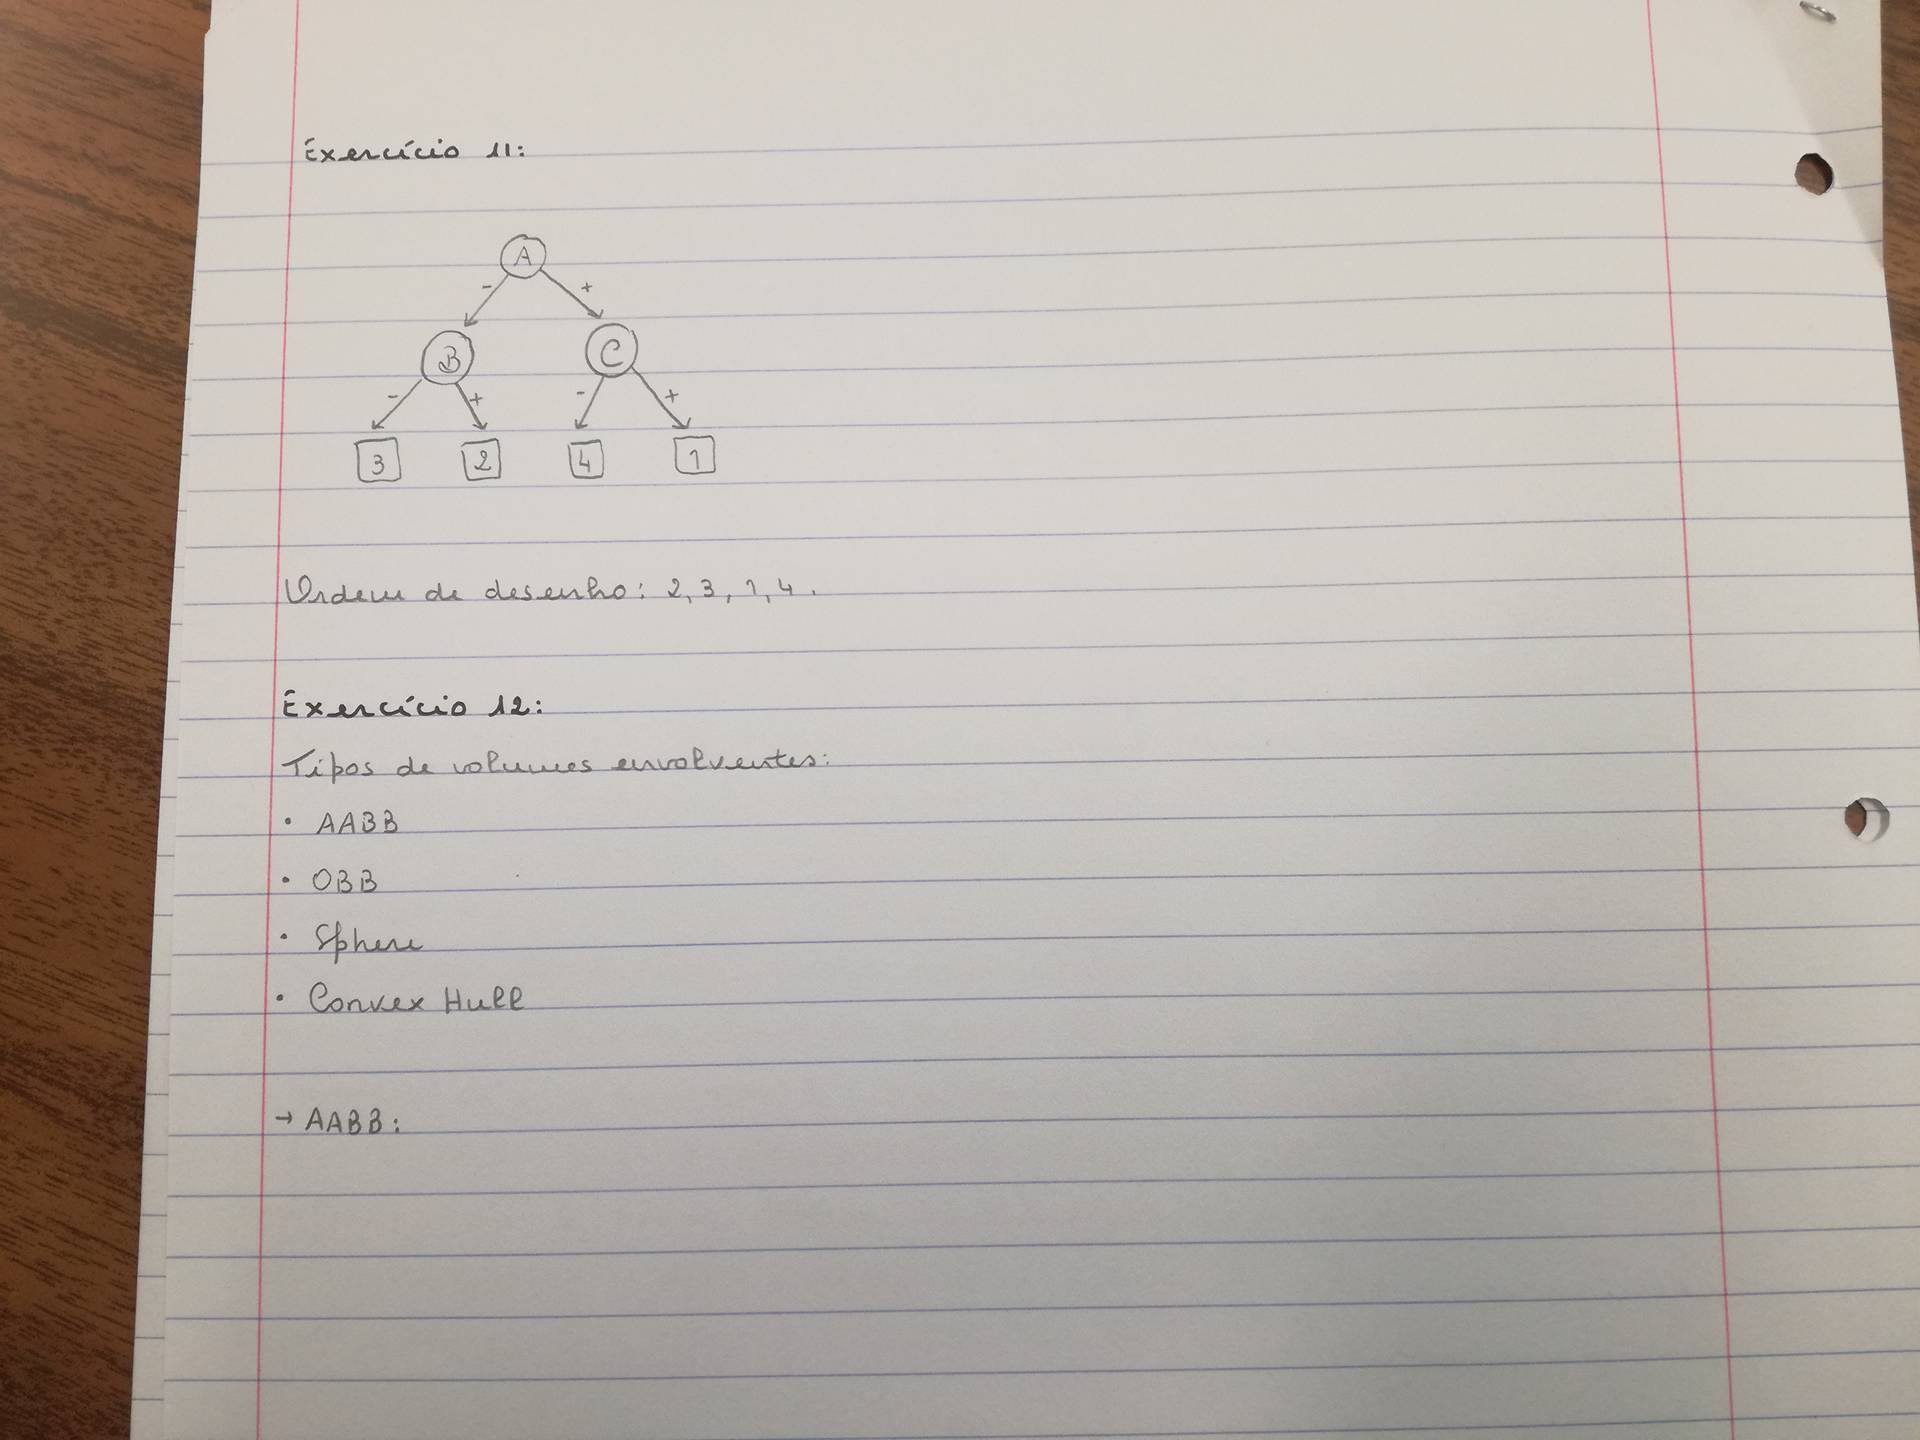 Exercício 11:
A
- +
B C
- + - +
3 2 4 1
Ordem de desenho: 2, 3, 1, 4.
Exercício 12:
Tipos de volumes envolventes:
• AABB
• OBB
• Sphere
• Convex Hull
→ AABB: